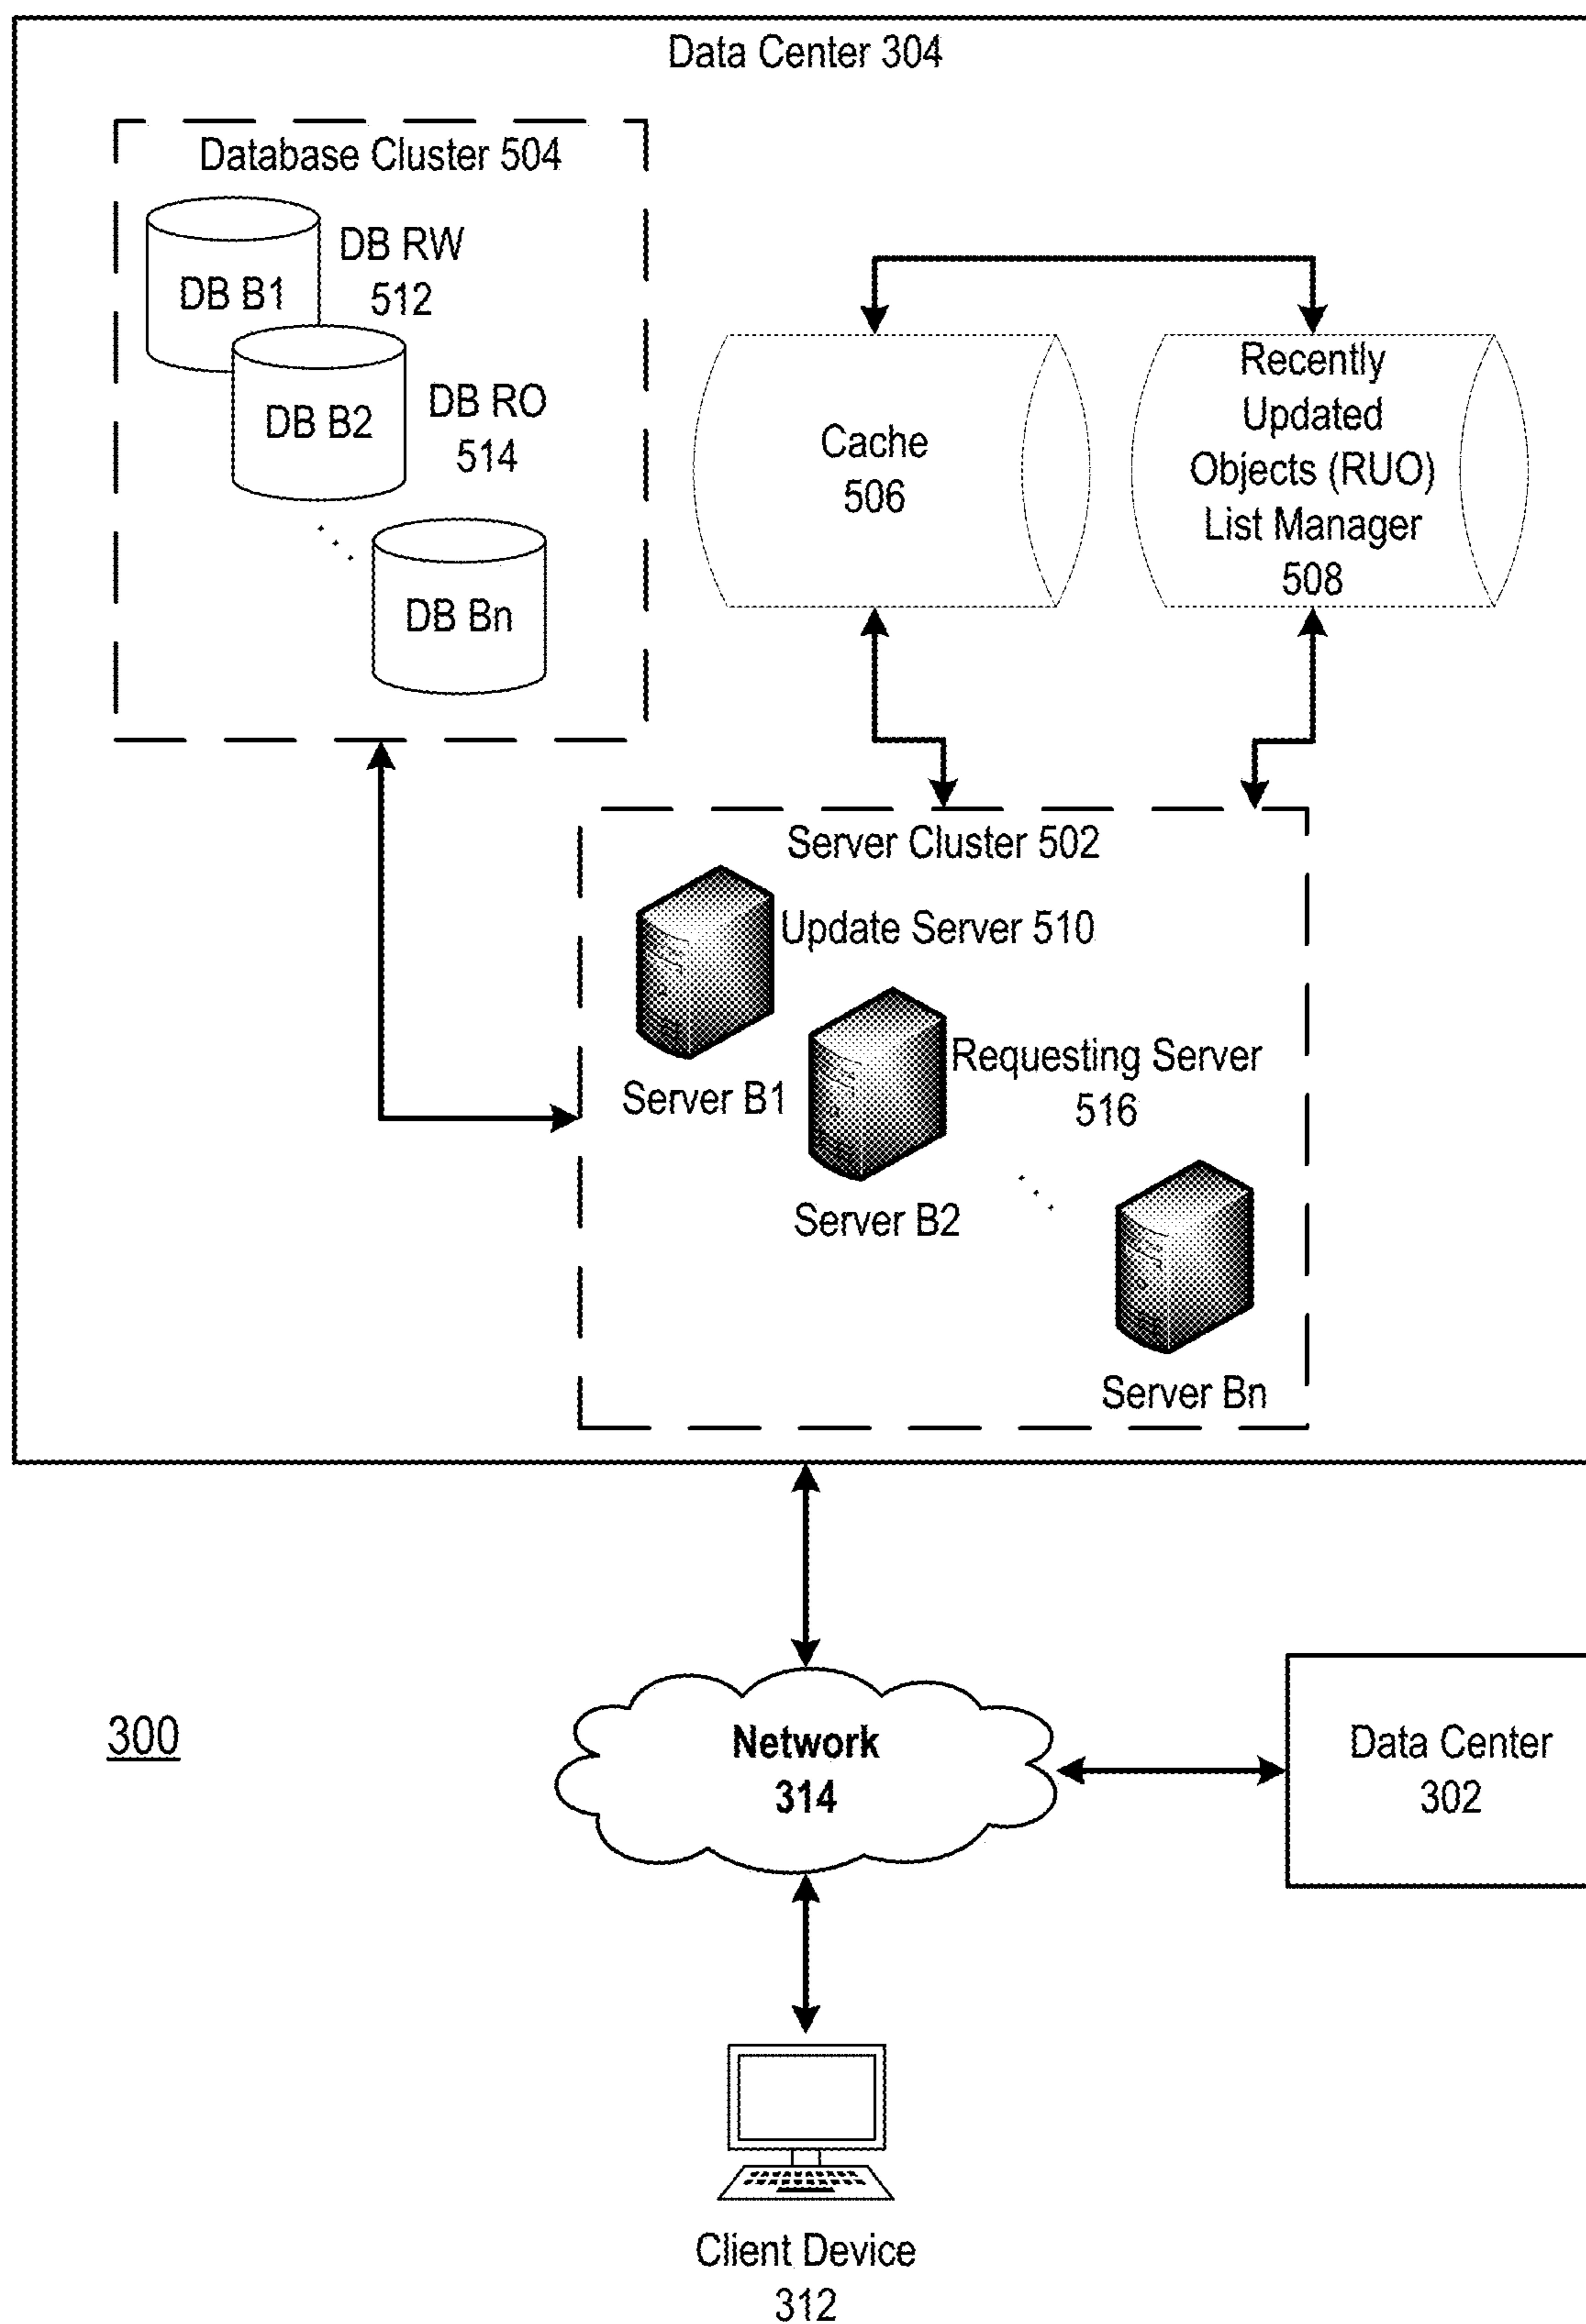 Data Center 304
Database Cluster 504
DB RW
512
DB B1
DB RO
514
DB B2
DB Bn
Cache
506
Recently
Updated
Objects (RUO)
List Manager
508
Server Cluster 502
Update Server 510
Server B1
Requesting Server
516
Server B2
Server Bn
300
Network
314
Data Center
302
Client Device
312